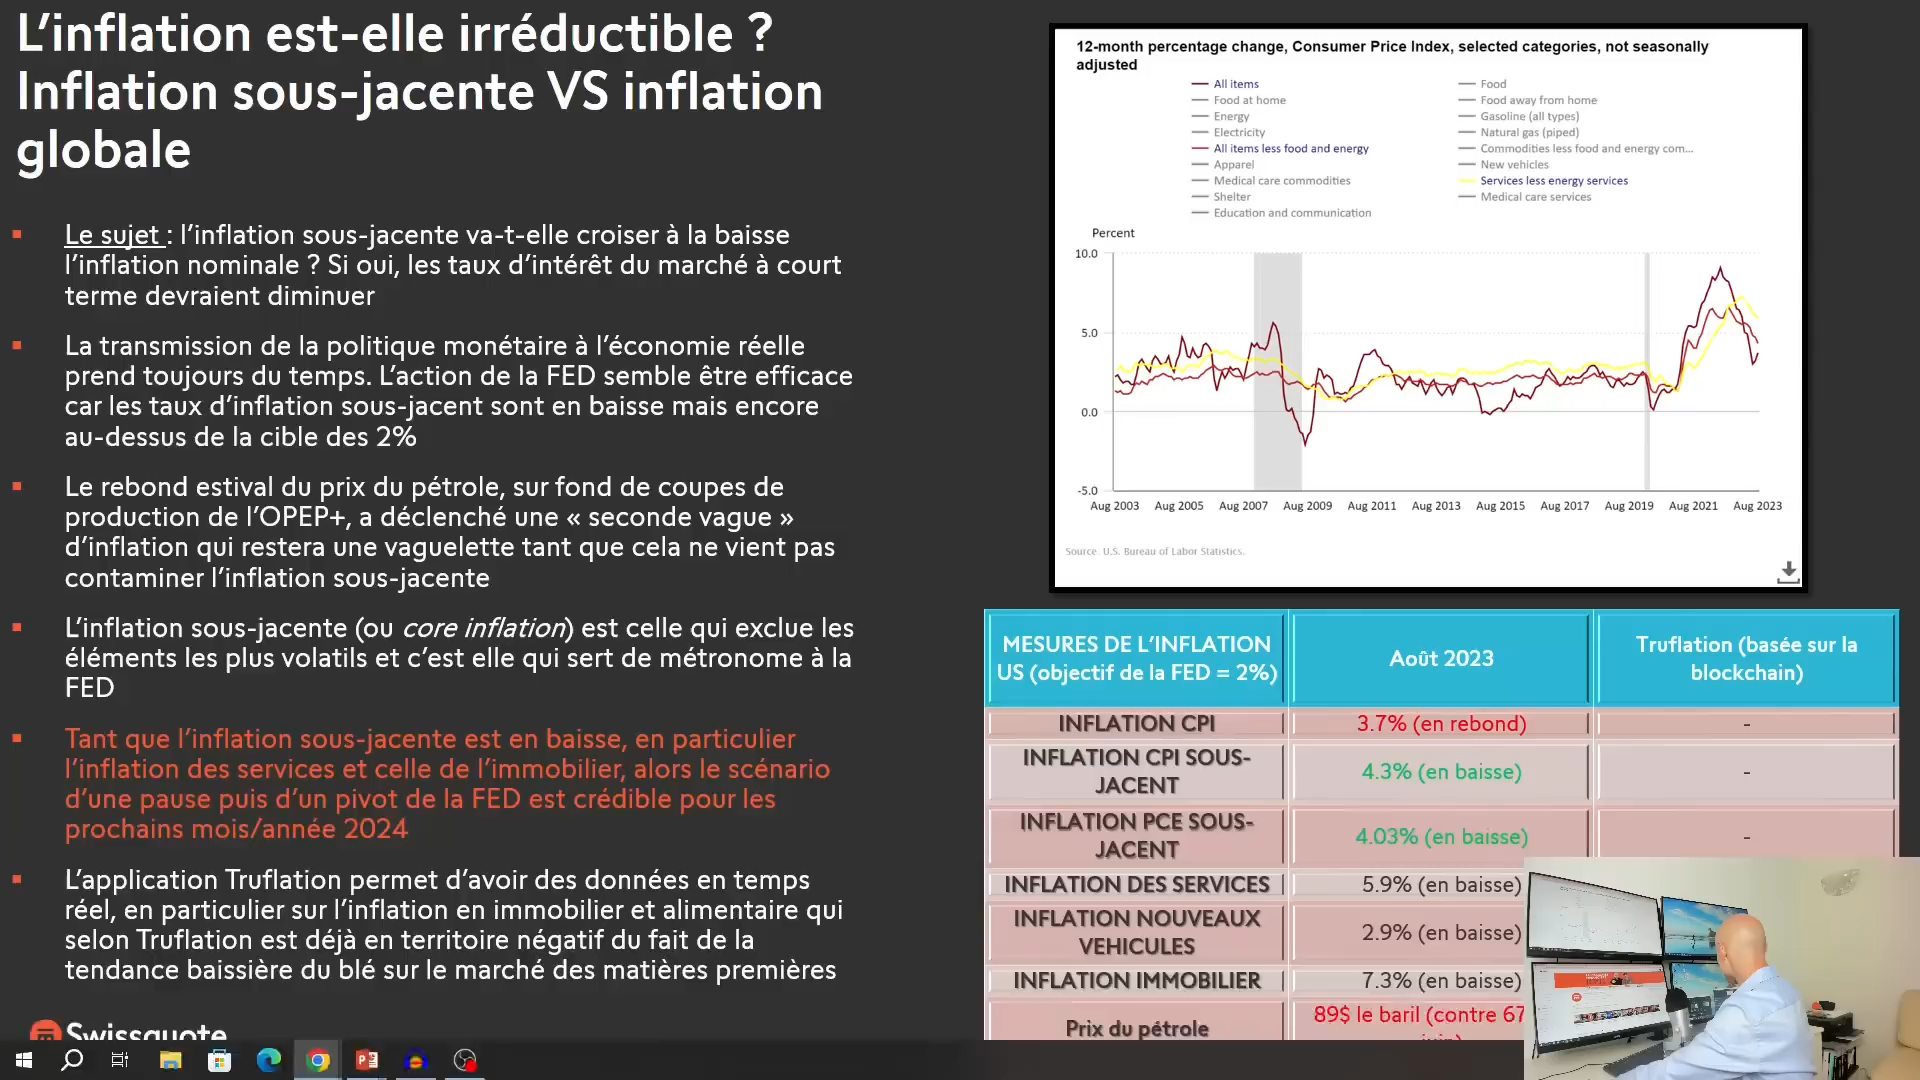 L’inflation est-elle irréductible ?
Inflation sous-jacente VS inflation
globale
Le sujet : l’inflation sous-jacente va-t-elle croiser à la baisse
l’inflation nominale ? Si oui, les taux d’intérêt du marché à court
terme devraient diminuer
La transmission de la politique monétaire à l’économie réelle
prend toujours du temps. L’action de la FED semble être efficace
car les taux d’inflation sous-jacent sont en baisse mais encore
au-dessus de la cible des 2%
Le rebond estival du prix du pétrole, sur fond de coupes de
production de l’OPEP+, a déclenché une « seconde vague »
d’inflation qui restera une vaguelette tant que cela ne vient pas
contaminer l’inflation sous-jacente
L’inflation sous-jacente (ou core inflation) est celle qui exclue les
éléments les plus volatils et c’est elle qui sert de métronome à la
FED
Tant que l’inflation sous-jacente est en baisse, en particulier
l’inflation des services et celle de l’immobilier, alors le scénario
d’une pause puis d’un pivot de la FED est crédible pour les
prochains mois/année 2024
L’application Truflation permet d’avoir des données en temps
réel, en particulier sur l’inflation en immobilier et alimentaire qui
selon Truflation est déjà en territoire négatif du fait de la
tendance baissière du blé sur le marché des matières premières
Swissquote
12-month percentage change, Consumer Price Index, selected categories, not seasonally
adjusted
All items
Food
Food at home
Food away from home
Energy
Gasoline (all types)
Electricity
Natural gas (piped)
All items less food and energy
Commodities less food and energy com...
Apparel
New vehicles
Medical care commodities
Services less energy services
Shelter
Medical care services
Education and communication
Percent
10.0
5.0
0.0
-5.0
Aug 2003 Aug 2005 Aug 2007 Aug 2009 Aug 2011 Aug 2013 Aug 2015 Aug 2017 Aug 2019 Aug 2021 Aug 2023
Source: U.S. Bureau of Labor Statistics.
MESURES DE L’INFLATION
US (objectif de la FED = 2%)
Août 2023
Truflation (basée sur la
blockchain)
INFLATION CPI
3.7% (en rebond)
-
INFLATION CPI SOUS-
JACENT
4.3% (en baisse)
-
INFLATION PCE SOUS-
JACENT
4.03% (en baisse)
-
INFLATION DES SERVICES
5.9% (en baisse)
INFLATION NOUVEAUX
VEHICULES
2.9% (en baisse)
INFLATION IMMOBILIER
7.3% (en baisse)
Prix du pétrole
89$ le baril (contre 67